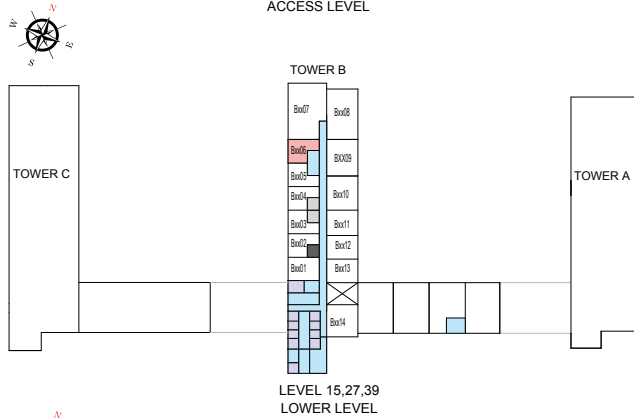 ACCESS LEVEL
N
W
E
S
TOWER B
Bxx07
Bxx08
Bxx06
BXX09
Bxx05
TOWER C
TOWER A
Bxx04
Bxx10
Bxx03
Bxx11
Bxx02
Bxx12
Bxx01
Bxx13
Bxx14
LEVEL 15,27,39
LOWER LEVEL
N